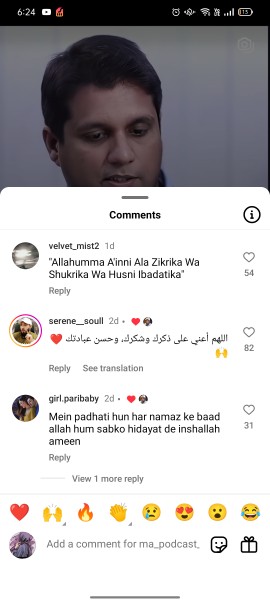 6:24
15
Comments
velvet_mist2 1d
"Allahumma A'inni Ala Zikrika Wa
Shukrika Wa Husni Ibadatika"
54
Reply
serene__soull 2d •
اللهم أعني على ذكرك وشكرك، وحسن عبادتك ❤️
🙌
82
Reply See translation
girl.paribaby 2d •
Mein padhati hun har namaz ke baad
allah hum sabko hidayat de inshallah
ameen
31
Reply
View 1 more reply
❤️ 🙌 🔥 👏 😢 😍 😮 😂
Add a comment for ma_podcast_